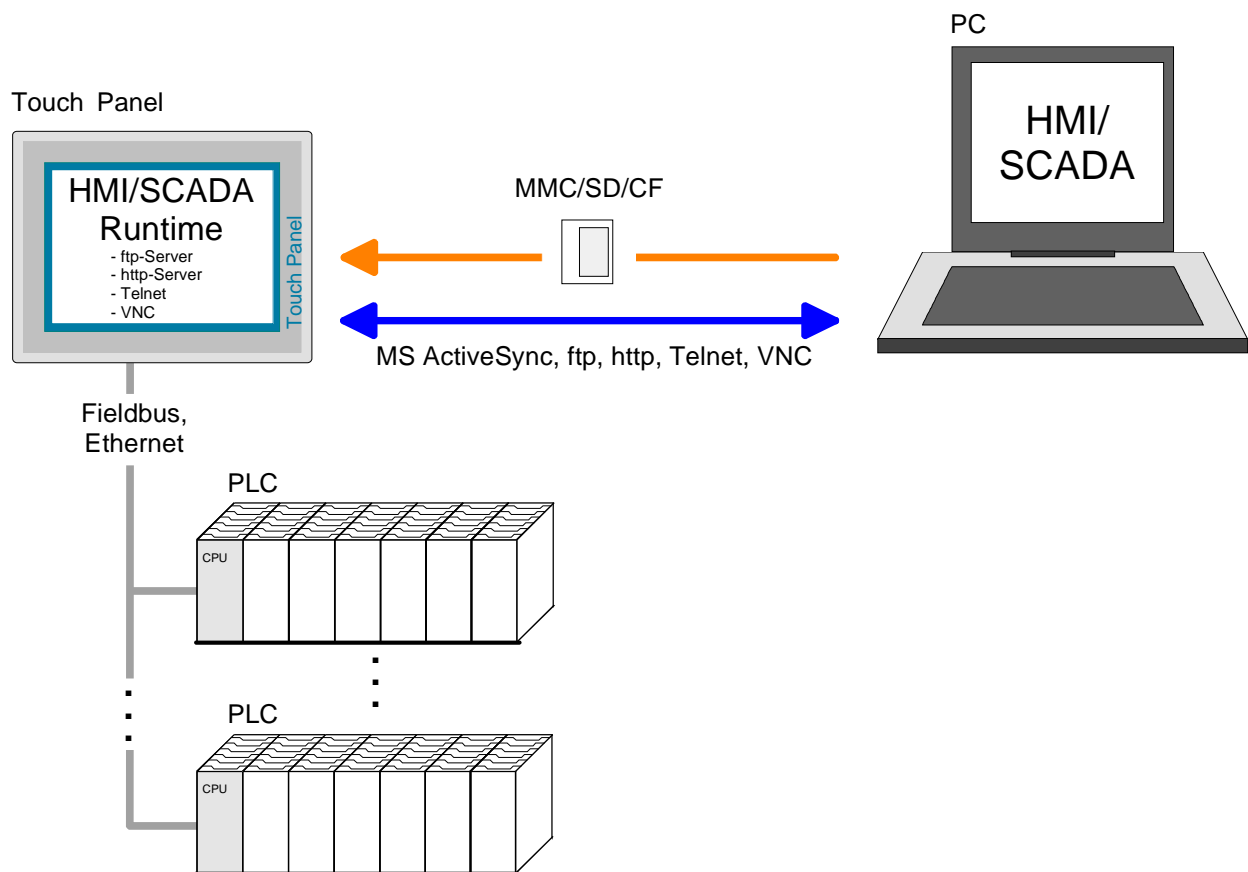 PC
Touch Panel
HMI/
SCADA
HMI/SCADA
Runtime
- ftp-Server
- http-Server
- Telnet
- VNC
Touch Panel
MMC/SD/CF
MS ActiveSync, ftp, http, Telnet, VNC
Fieldbus,
Ethernet
PLC
CPU
PLC
CPU